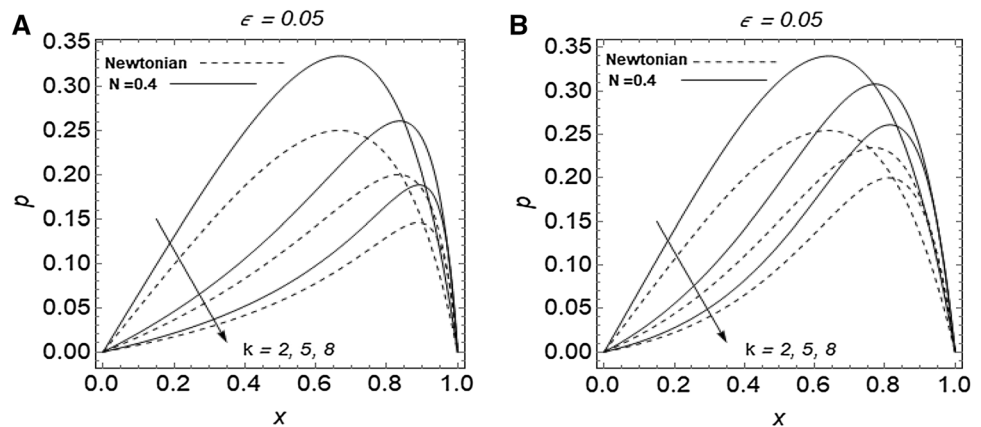 A
ϵ = 0.05
Newtonian
N =0.4
0.35
0.30
0.25
0.20
0.15
0.10
0.05
0.00
p
k = 2, 5, 8
0.0 0.2 0.4 0.6 0.8 1.0
x
B
ϵ = 0.05
Newtonian
N =0.4
0.35
0.30
0.25
0.20
0.15
0.10
0.05
0.00
p
k = 2, 5, 8
0.0 0.2 0.4 0.6 0.8 1.0
x